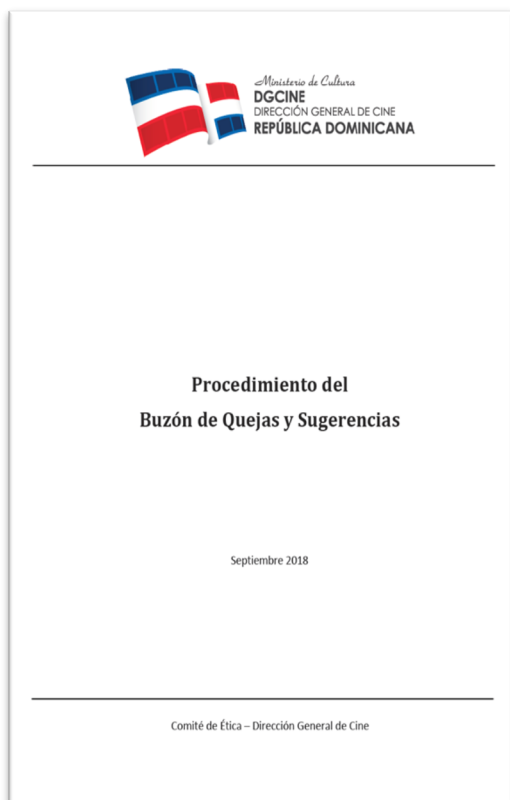 Ministerio de Cultura
DGCINE
DIRECCIÓN GENERAL DE CINE
REPÚBLICA DOMINICANA
Procedimiento del
Buzón de Quejas y Sugerencias
Septiembre 2018
Comité de Ética – Dirección General de Cine